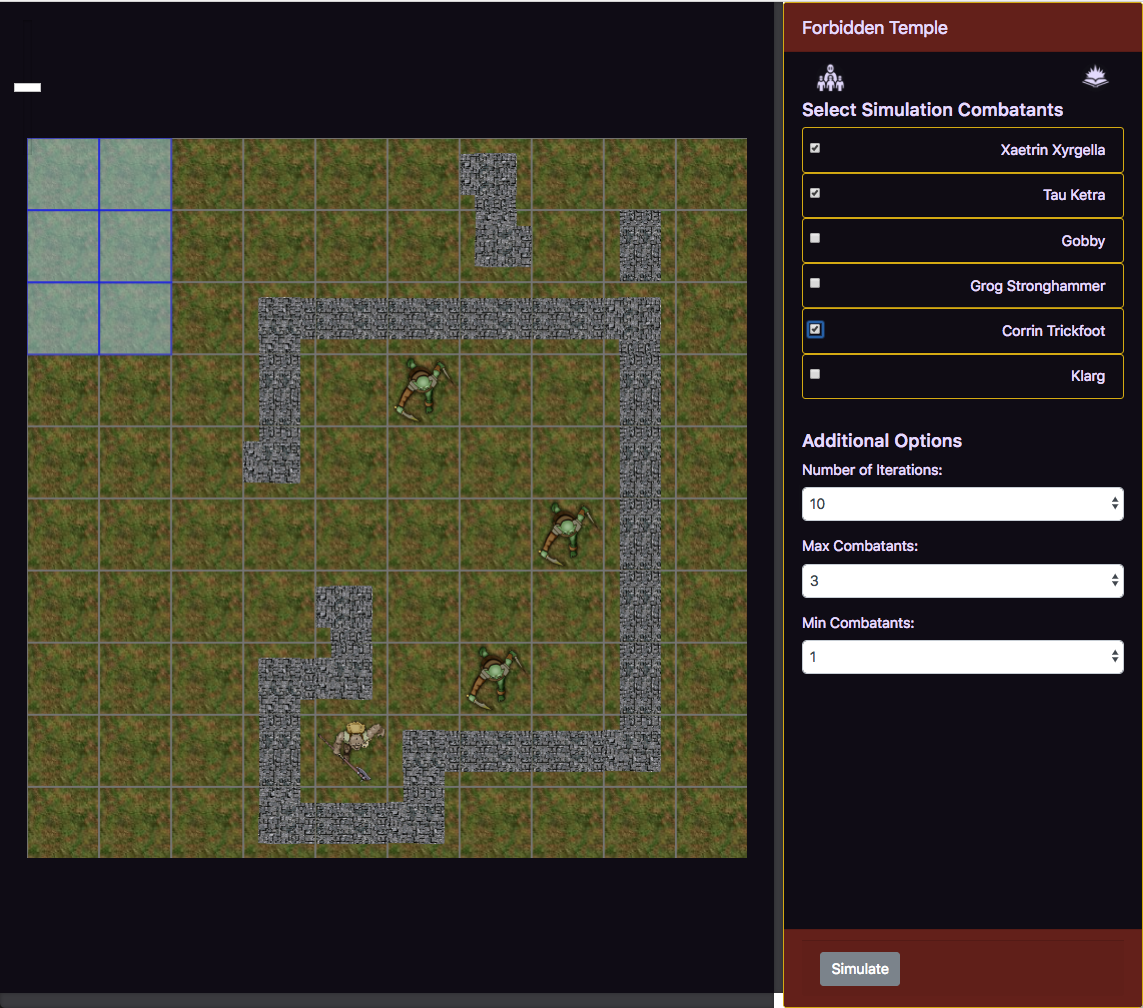 Forbidden Temple
Select Simulation Combatants
Xaetrin Xyrgella
Tau Ketra
Gobby
Grog Stronghammer
Corrin Trickfoot
Klarg
Additional Options
Number of Iterations:
10
Max Combatants:
3
Min Combatants:
1
Simulate